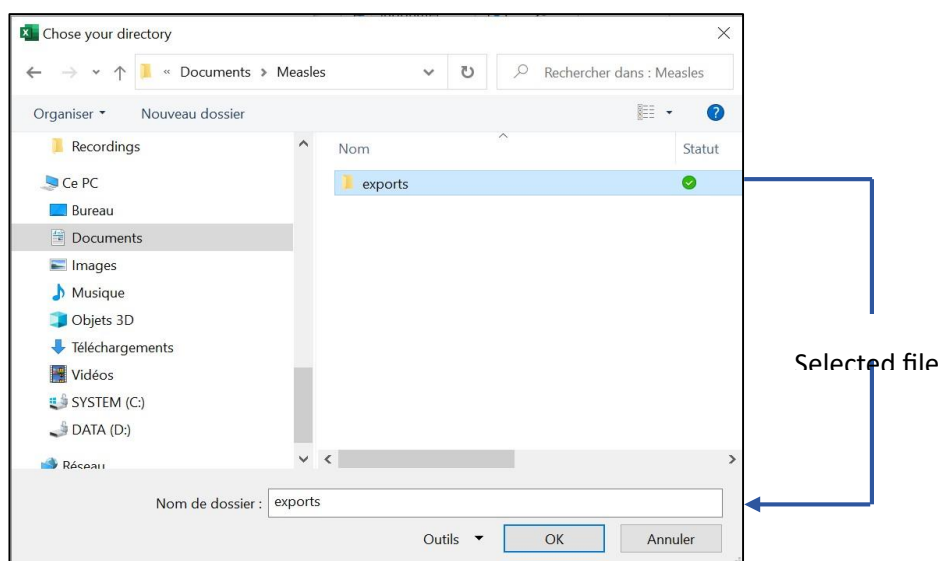 Chose your directory
« Documents > Measles
Rechercher dans : Measles
Organiser
Nouveau dossier
Nom
Statut
Recordings
exports
Ce PC
Bureau
Documents
Images
Musique
Objets 3D
Téléchargements
Vidéos
SYSTEM (C:)
DATA (D:)
Réseau
Selected file
Nom de dossier : exports
Outils
OK
Annuler